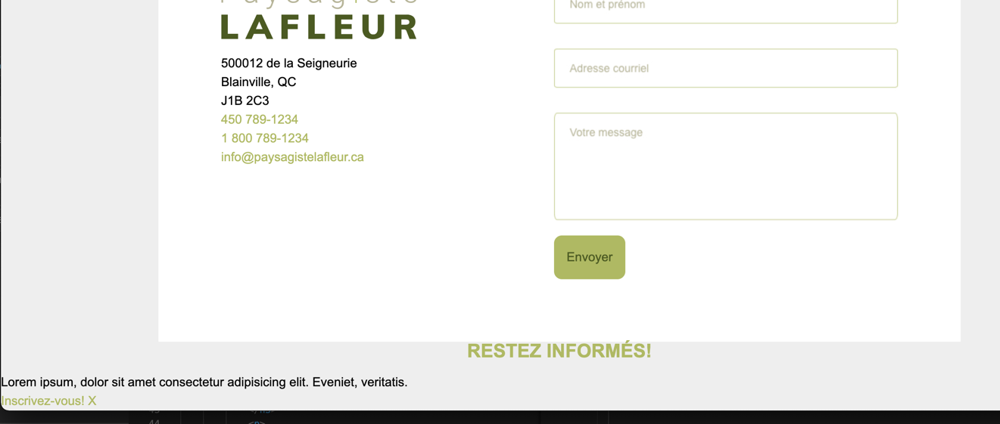 Paysagiste
LAFLEUR
500012 de la Seigneurie
Blainville, QC
J1B 2C3
450 789-1234
1 800 789-1234
info@paysagistelafleur.ca
Nom et prénom
Adresse courriel
Votre message
Envoyer
RESTEZ INFORMÉS!
Lorem ipsum, dolor sit amet consectetur adipisicing elit. Eveniet, veritatis.
Inscrivez-vous! X
44